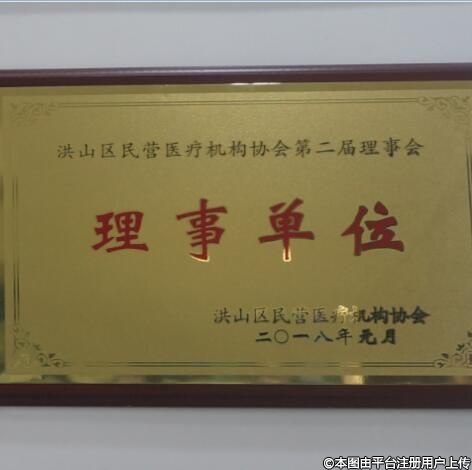 洪山区民营医疗机构协会第二届理事会
理事单位
洪山区民营医疗机构协会
二〇一八年元月
©本图由平台注册用户上传